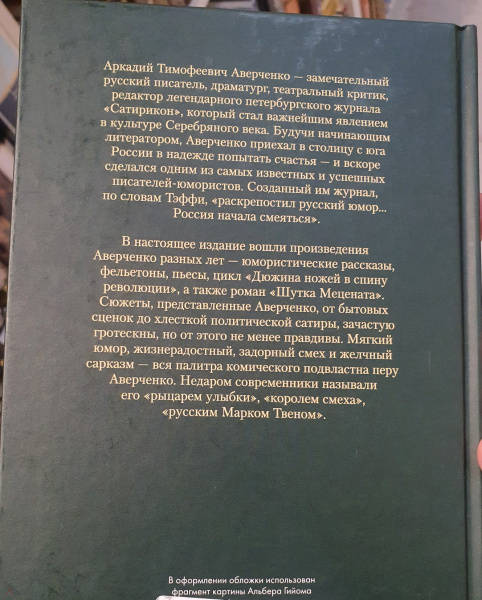 Аркадий Тимофеевич Аверченко — замечательный
русский писатель, драматург, театральный критик,
редактор легендарного петербургского журнала
«Сатирикон», который стал важнейшим явлением
в культуре Серебряного века. Будучи начинающим
литератором, Аверченко приехал в столицу с юга
России в надежде попытать счастья — и вскоре
сделался одним из самых известных и успешных
писателей-юмористов. Созданный им журнал,
по словам Тэффи, «раскрепостил русский юмор...
Россия начала смеяться».
В настоящее издание вошли произведения
Аверченко разных лет — юмористические рассказы,
фельетоны, пьесы, цикл «Дюжина ножей в спину
революции», а также роман «Шутка Мецената».
Сюжеты, представленные Аверченко, от бытовых
сценок до хлесткой политической сатиры, зачастую
гротескны, но от этого не менее правдивы. Мягкий
юмор, жизнерадостный, задорный смех и желчный
сарказм — вся палитра комического подвластна перу
Аверченко. Недаром современники называли
его «рыцарем улыбки», «королем смеха»,
«русским Марком Твеном».
В оформлении обложки использован
фрагмент картины Альбера Гийома